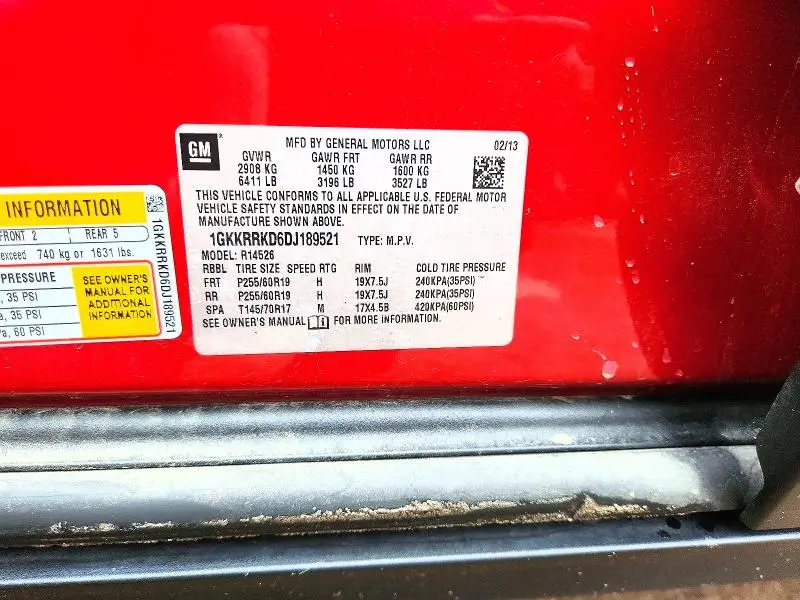 INFORMATION
FRONT 2 REAR 5
exceed 740 kg or 1631 lbs.
PRESSURE
, 35 PSI
a, 35 PSI
a, 60 PSI
SEE OWNER'S
MANUAL FOR
ADDITIONAL
INFORMATION
1GKKRRKD6DJ189521
GM
MFD BY GENERAL MOTORS LLC 02/13
GVWR GAWR FRT GAWR RR
2908 KG 1450 KG 1600 KG
6411 LB 3196 LB 3527 LB
THIS VEHICLE CONFORMS TO ALL APPLICABLE U.S. FEDERAL MOTOR
VEHICLE SAFETY STANDARDS IN EFFECT ON THE DATE OF
MANUFACTURE SHOWN ABOVE.
1GKKRRKD6DJ189521 TYPE: M.P.V.
MODEL: R14526
RBBL TIRE SIZE SPEED RTG RIM COLD TIRE PRESSURE
FRT P255/60R19 H 19X7.5J 240KPA(35PSI)
RR P255/60R19 H 19X7.5J 240KPA(35PSI)
SPA T145/70R17 M 17X4.5B 420KPA(60PSI)
SEE OWNER'S MANUAL FOR MORE INFORMATION.